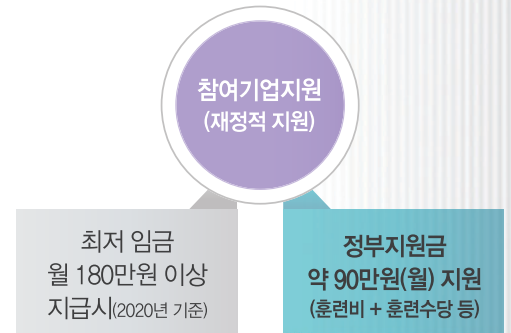 참여기업지원
(재정적 지원)
최저 임금
월 180만원 이상
지급시(2020년 기준)
정부지원금
약 90만원(월) 지원
(훈련비 + 훈련수당 등)